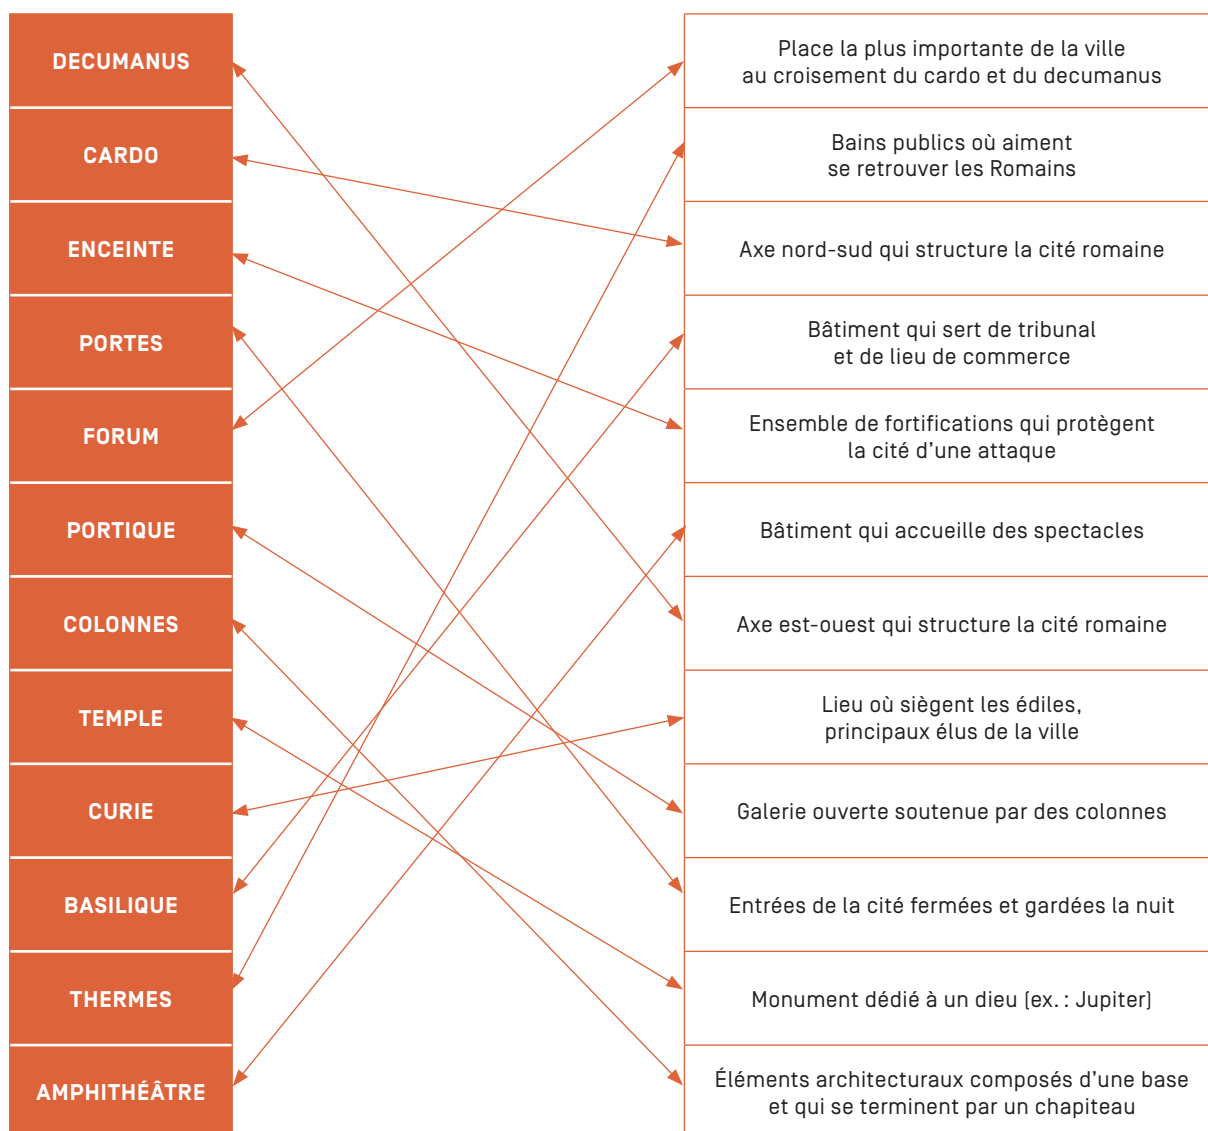 DECUMANUS
CARDO
ENCEINTE
PORTES
FORUM
PORTIQUE
COLONNES
TEMPLE
CURIE
BASILIQUE
THERMES
AMPHITHÉÂTRE
Place la plus importante de la ville
au croisement du cardo et du decumanus
Bains publics où aiment
se retrouver les Romains
Axe nord-sud qui structure la cité romaine
Bâtiment qui sert de tribunal
et de lieu de commerce
Ensemble de fortifications qui protègent
la cité d’une attaque
Bâtiment qui accueille des spectacles
Axe est-ouest qui structure la cité romaine
Lieu où siègent les édiles,
principaux élus de la ville
Galerie ouverte soutenue par des colonnes
Entrées de la cité fermées et gardées la nuit
Monument dédié à un dieu (ex. : Jupiter)
Éléments architecturaux composés d’une base
et qui se terminent par un chapiteau